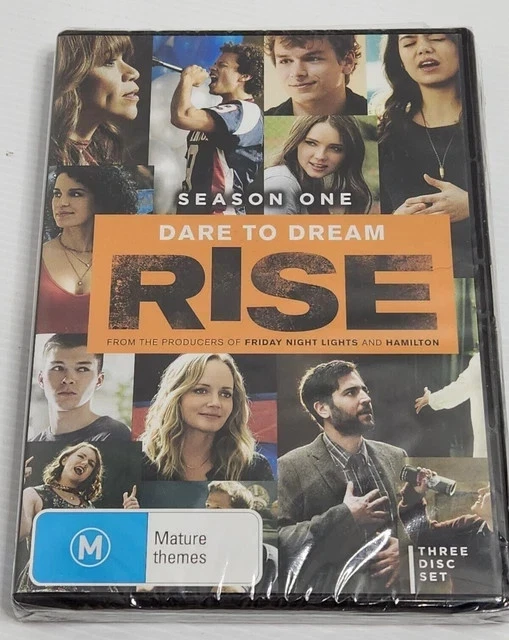 SEASON ONE
DARE TO DREAM
RISE
FROM THE PRODUCERS OF FRIDAY NIGHT LIGHTS AND HAMILTON
M
Mature
themes
THREE
DISC
SET